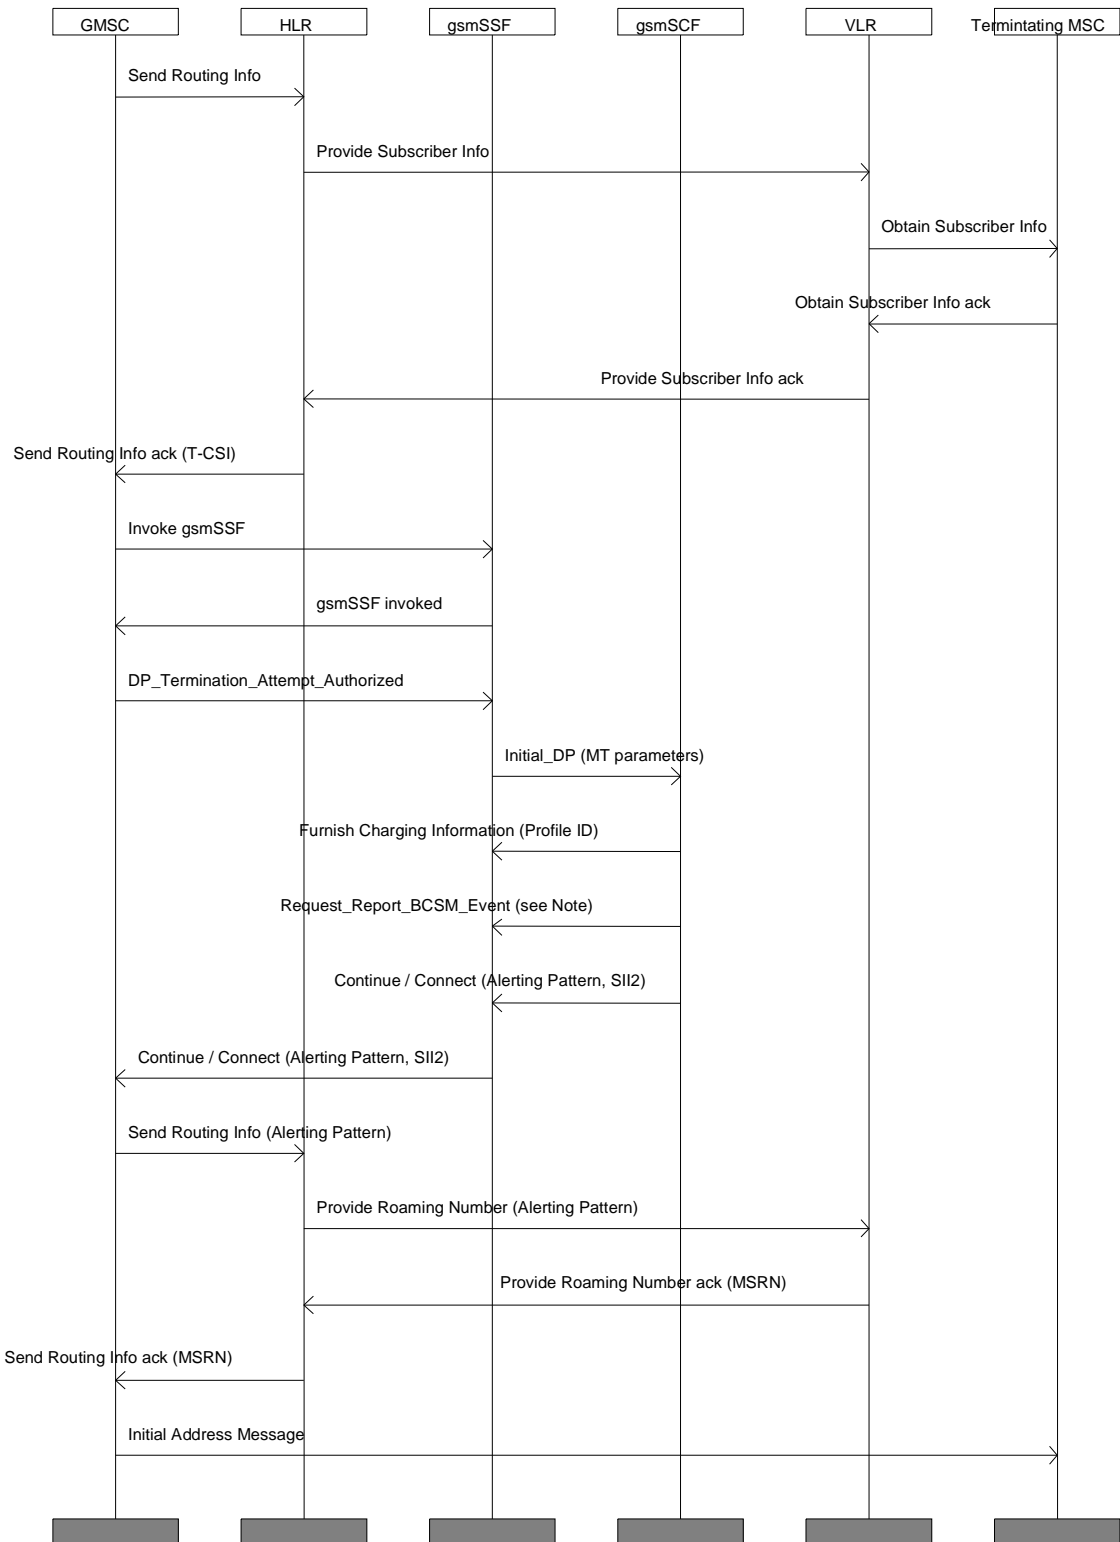 GMSC
HLR
gsmSSF
gsmSCF
VLR
Termintating MSC
Send Routing Info
Provide Subscriber Info
Obtain Subscriber Info
Obtain Subscriber Info ack
Provide Subscriber Info ack
Send Routing Info ack (T-CSI)
Invoke gsmSSF
gsmSSF invoked
DP_Termination_Attempt_Authorized
Initial_DP (MT parameters)
Furnish Charging Information (Profile ID)
Request_Report_BCSM_Event (see Note)
Continue / Connect (Alerting Pattern, SII2)
Continue / Connect (Alerting Pattern, SII2)
Send Routing Info (Alerting Pattern)
Provide Roaming Number (Alerting Pattern)
Provide Roaming Number ack (MSRN)
Send Routing Info ack (MSRN)
Initial Address Message